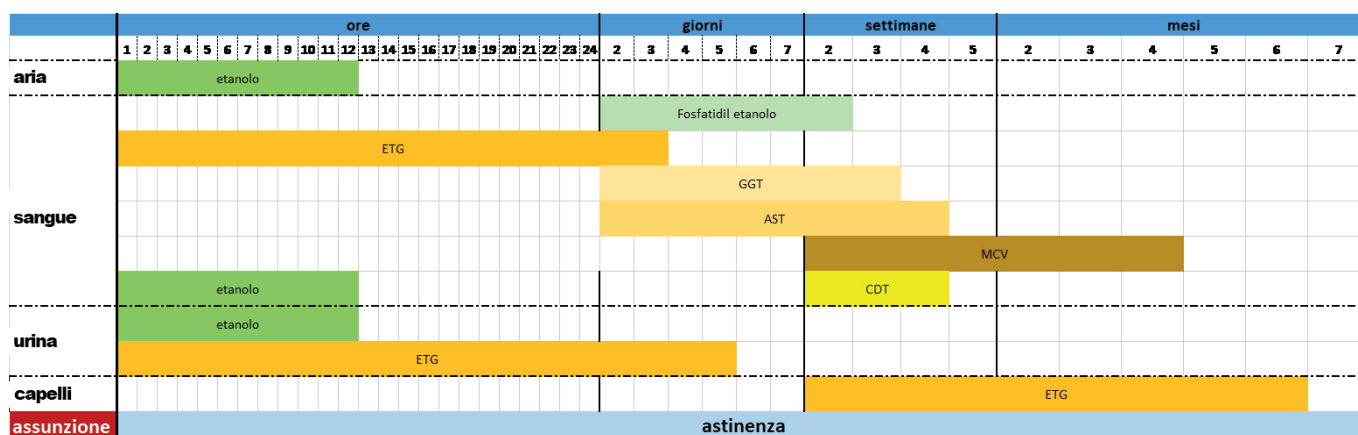 ore giorni settimane mesi
1 2 3 4 5 6 7 8 9 10 11 12 13 14 15 16 17 18 19 20 21 22 23 24 2 3 4 5 6 7 2 3 4 5 2 3 4 5 6 7
aria etanolo
Fosfatidil etanolo
ETG
GGT
sangue AST
MCV
etanolo CDT
etanolo
urina
ETG
capelli ETG
assunzione astinenza